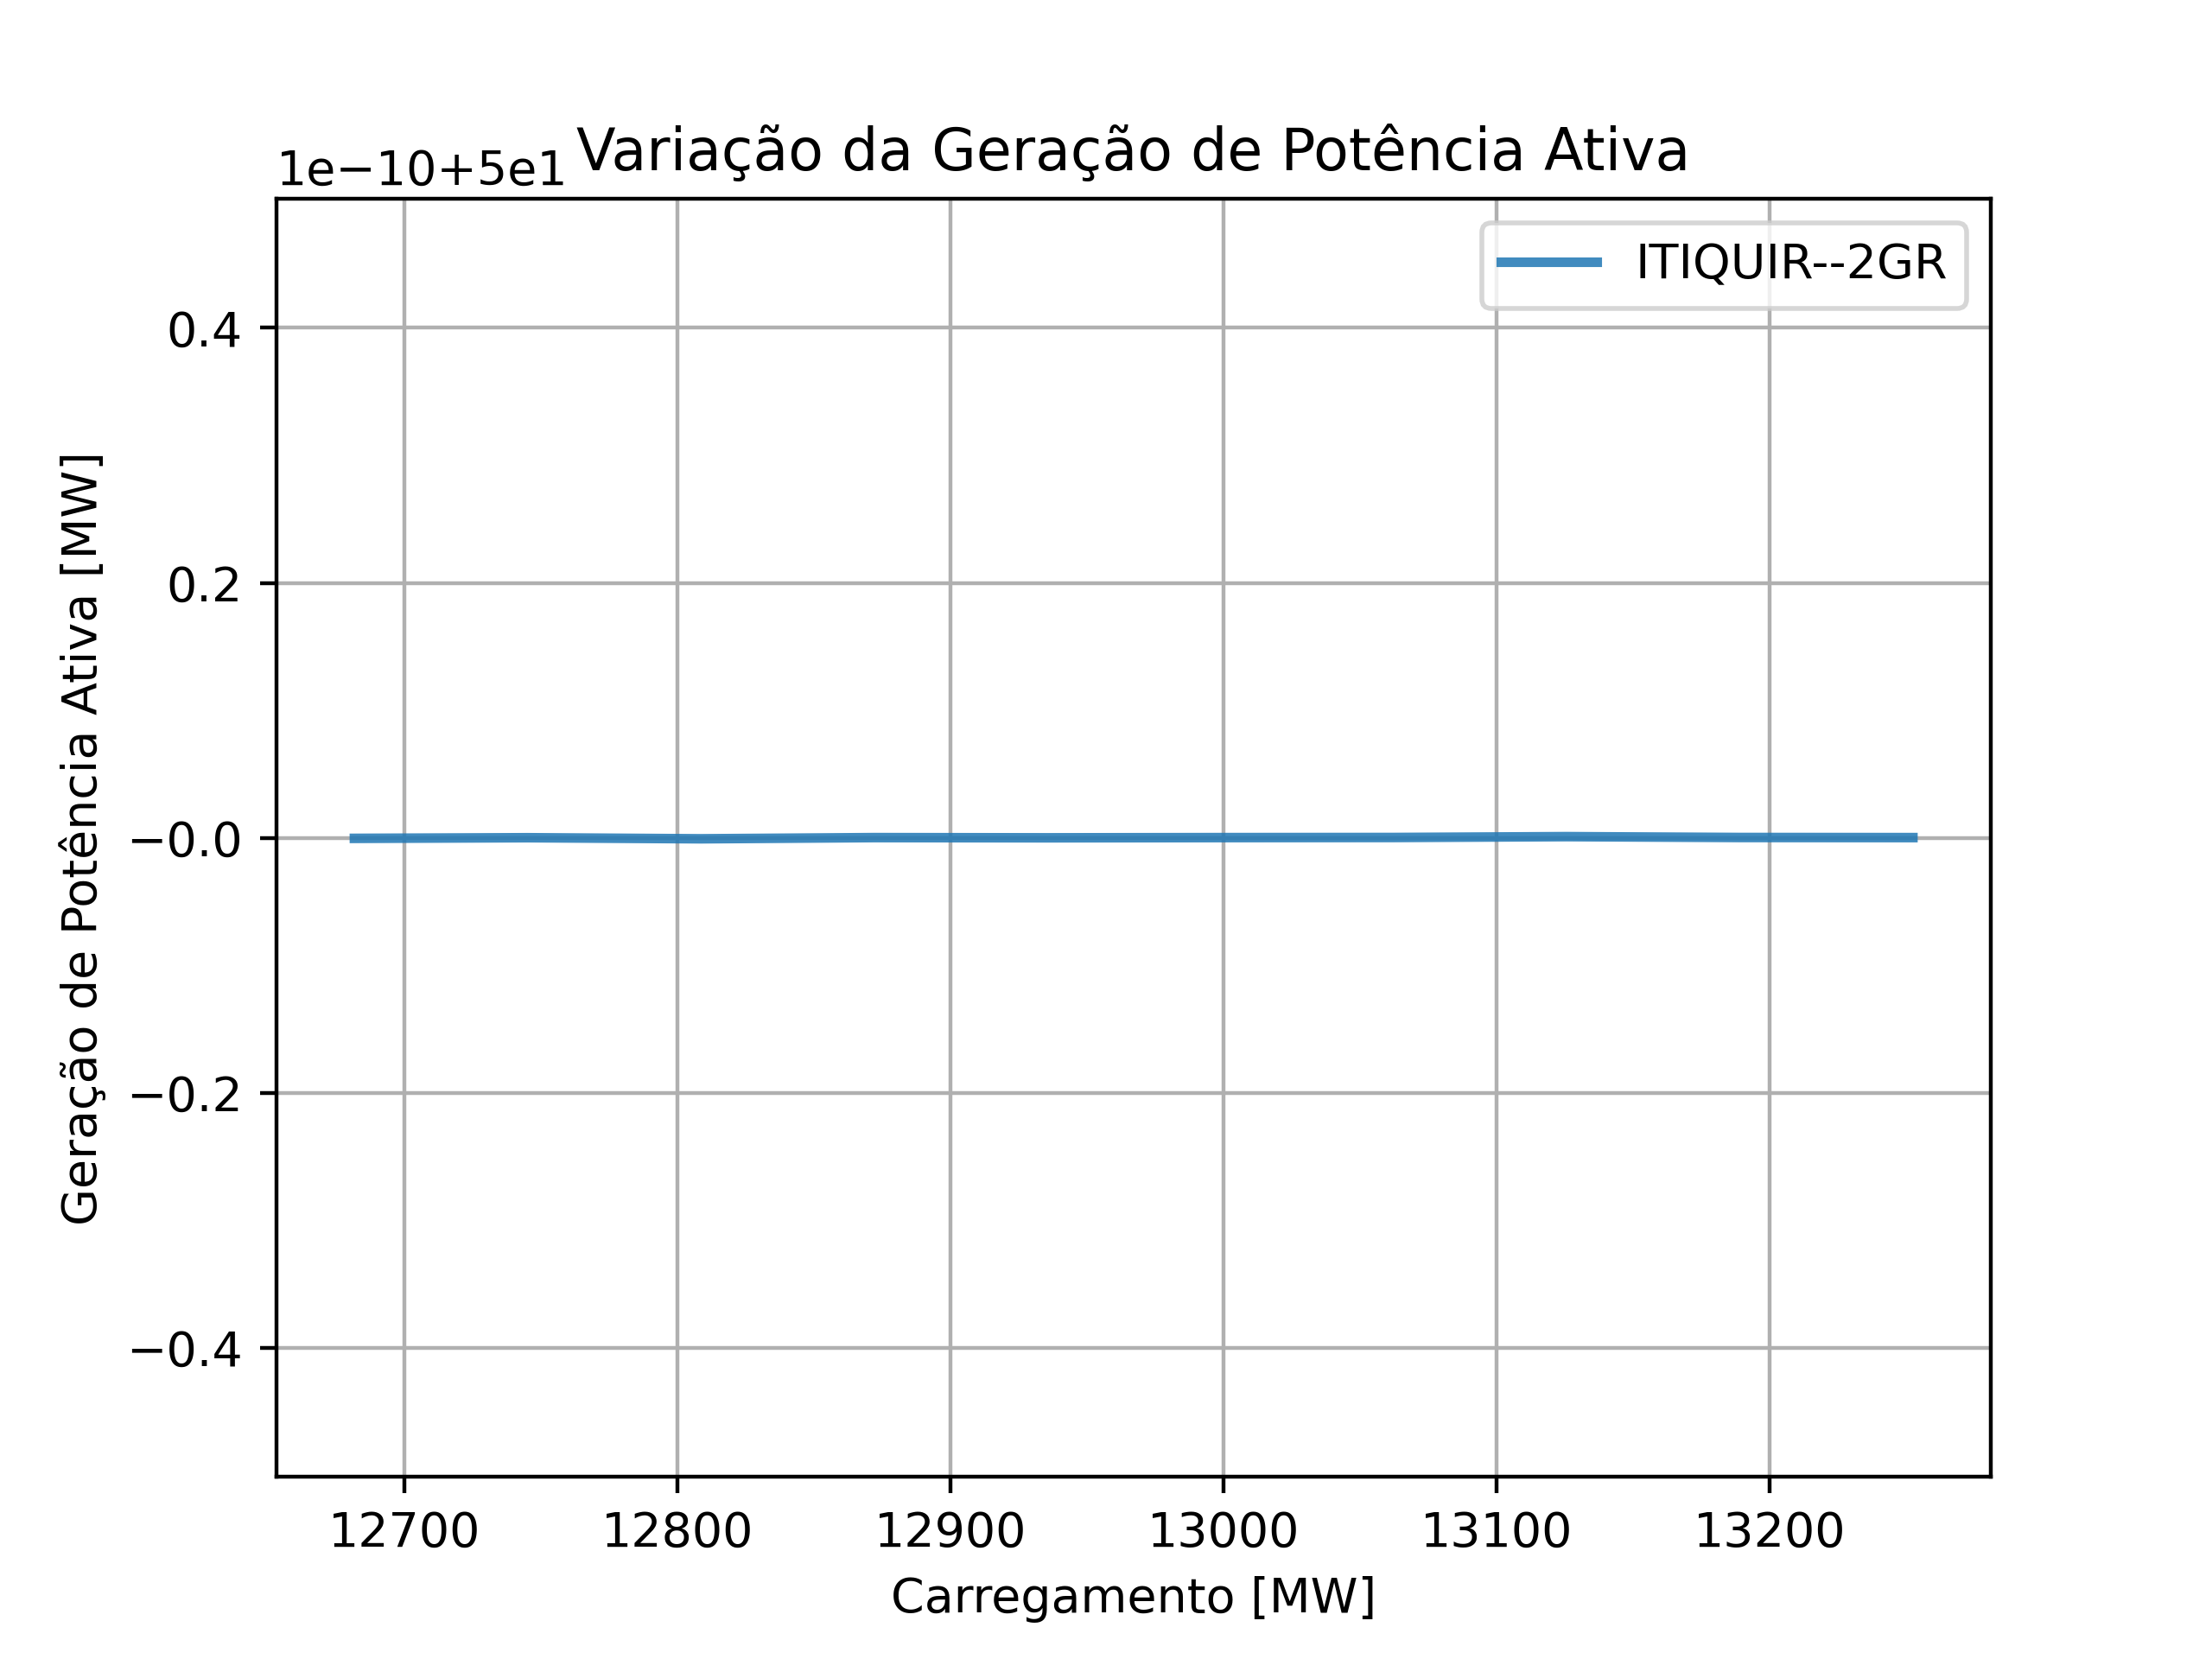 Variação da Geração de Potência Ativa
1e−10+5e1
ITIQUIR--2GR
0.4
0.2
−0.0
−0.2
−0.4
Geração de Potência Ativa [MW]
12700 12800 12900 13000 13100 13200
Carregamento [MW]